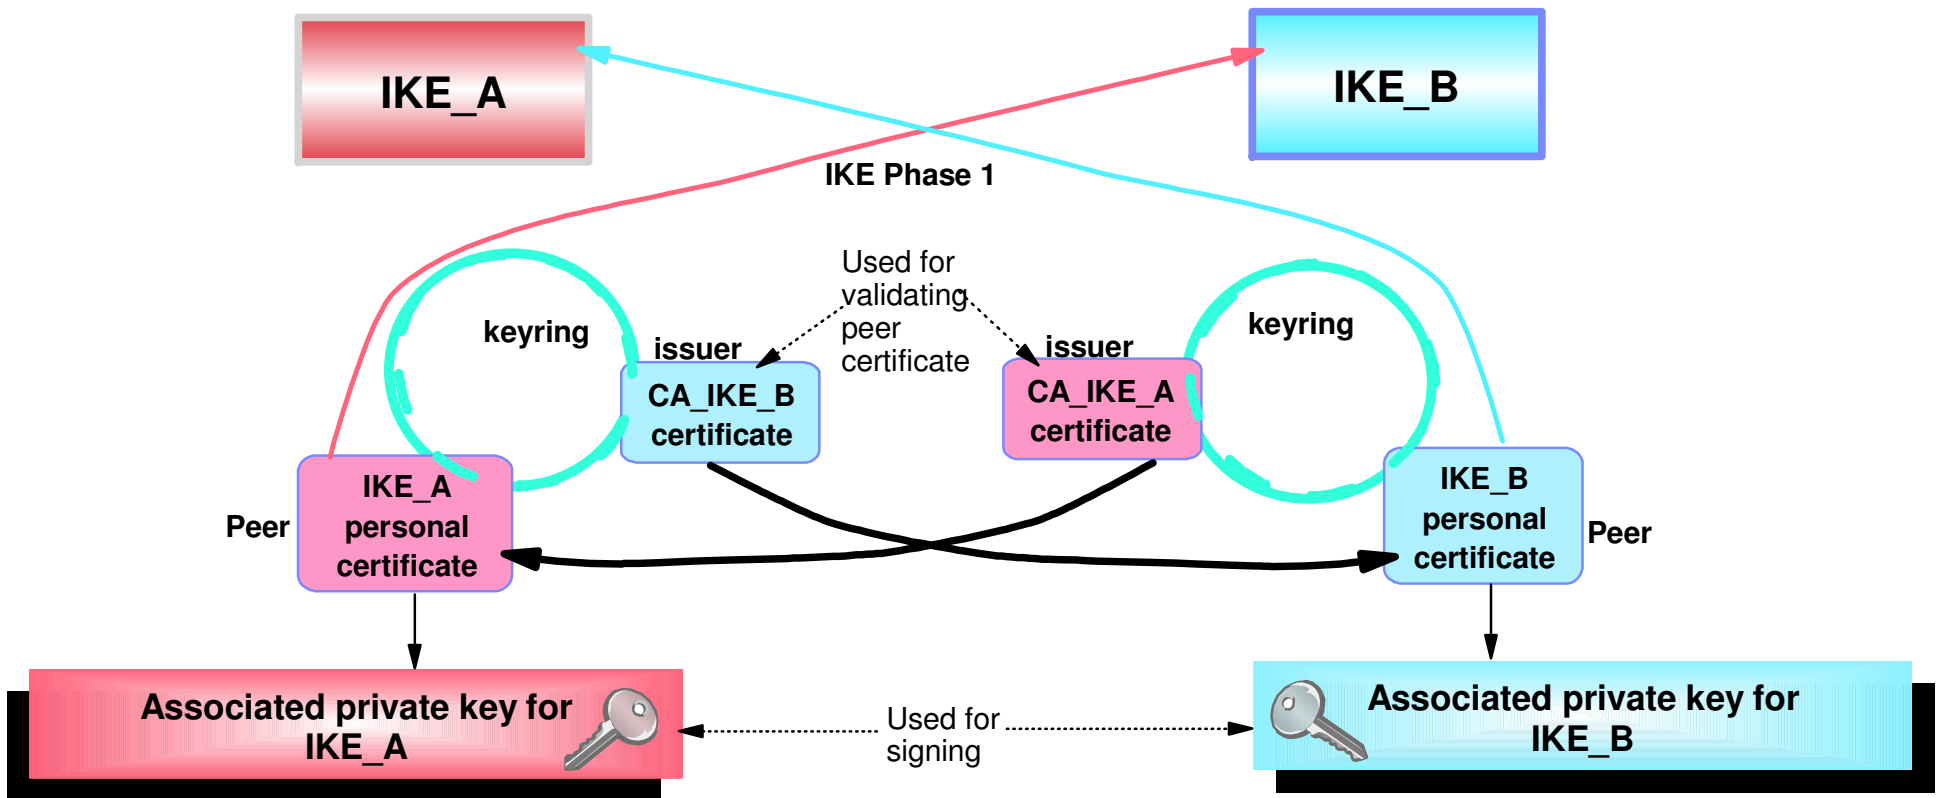 IKE_A
IKE_B
IKE Phase 1
Used for
validating
peer
certificate
keyring
keyring
issuer
issuer
CA_IKE_B
certificate
CA_IKE_A
certificate
IKE_A
personal
certificate
Peer
IKE_B
personal
certificate
Peer
Associated private key for
IKE_A
Used for
signing
Associated private key for
IKE_B